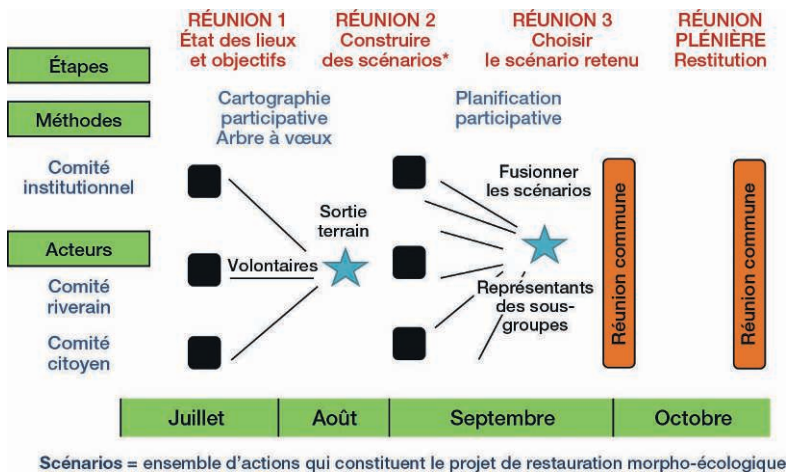 RÉUNION 1
État des lieux
et objectifs
RÉUNION 2
Construire
des scénarios*
RÉUNION 3
Choisir
le scénario retenu
RÉUNION
PLÉNIÈRE
Restitution
Étapes
Méthodes
Cartographie
participative
Arbre à vœux
Planification
participative
Comité
institutionnel
Acteurs
Comité
riverain
Comité
citoyen
Volontaires
Sortie
terrain
Fusionner
les scénarios
Représentants
des sous-
groupes
Réunion commune
Réunion commune
Juillet
Août
Septembre
Octobre
Scénarios = ensemble d'actions qui constituent le projet de restauration morpho-écologique